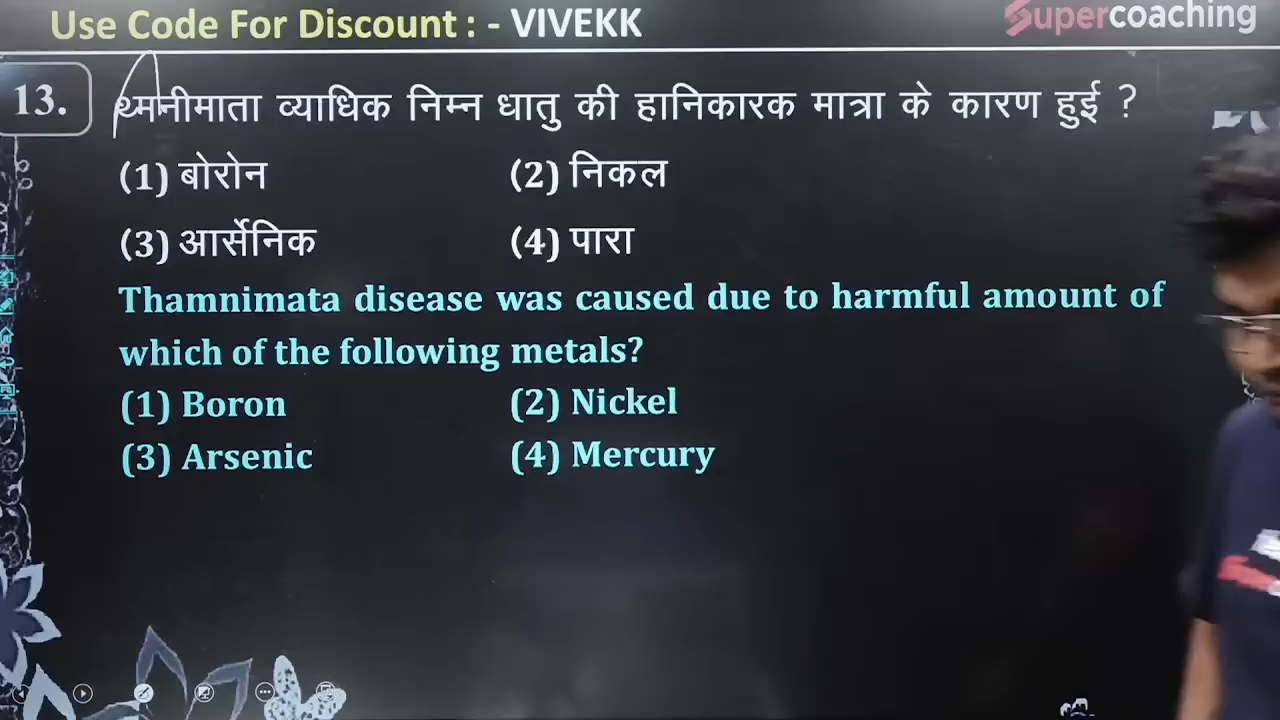 Use Code For Discount : - VIVEKK
Supercoaching
13. थ्मनीमाता व्याधिक निम्न धातु की हानिकारक मात्रा के कारण हुई ?
(1) बोरोन (2) निकल
(3) आर्सेनिक (4) पारा
Thamnimata disease was caused due to harmful amount of
which of the following metals?
(1) Boron (2) Nickel
(3) Arsenic (4) Mercury